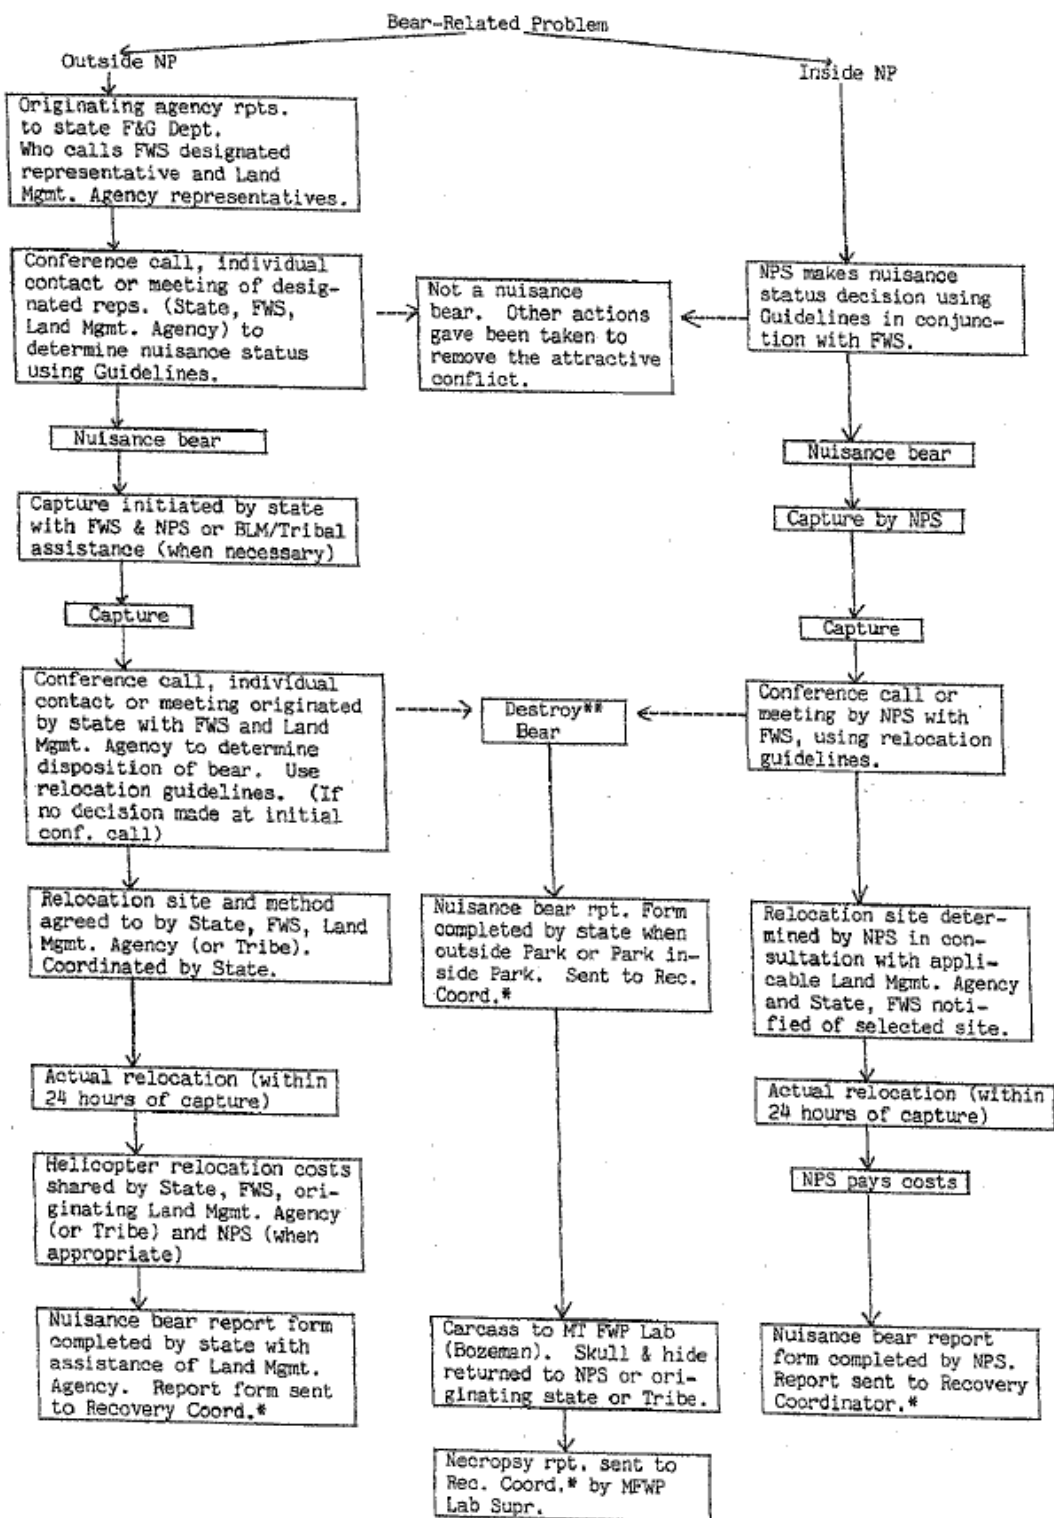 Bear-Related Problem
Outside NP
Inside NP
Originating agency rpts.
to state F&G Dept.
Who calls FWS designated
representative and Land
Mgmt. Agency representatives.
Conference call, individual
contact or meeting of desig-
nated reps. (State, FWS,
Land Mgmt. Agency) to
determine nuisance status
using Guidelines.
Not a nuisance
bear. Other actions
gave been taken to
remove the attractive
conflict.
NPS makes nuisance
status decision using
Guidelines in conjunc-
tion with FWS.
Nuisance bear
Nuisance bear
Capture initiated by state
with FWS & NPS or BLM/Tribal
assistance (when necessary)
Capture by NPS
Capture
Capture
Conference call, individual
contact or meeting originated
by state with FWS and Land
Mgmt. Agency to determine
disposition of bear. Use
relocation guidelines. (If
no decision made at initial
conf. call)
Destroy**
Bear
Conference call or
meeting by NPS with
FWS, using relocation
guidelines.
Relocation site and method
agreed to by State, FWS, Land
Mgmt. Agency (or Tribe).
Coordinated by State.
Nuisance bear rpt. Form
completed by state when
outside Park or Park in-
side Park. Sent to Rec.
Coord.*
Relocation site deter-
mined by NPS in con-
sultation with appli-
cable Land Mgmt. Agency
and State, FWS noti-
fied of selected site.
Actual relocation (within
24 hours of capture)
Actual relocation (within
24 hours of capture)
Helicopter relocation costs
shared by State, FWS, ori-
ginating Land Mgmt. Agency
(or Tribe) and NPS (when
appropriate)
NPS pays costs
Nuisance bear report form
completed by state with
assistance of Land Mgmt.
Agency. Report form sent
to Recovery Coord.*
Carcass to MT FWP Lab
(Bozeman). Skull & hide
returned to NPS or ori-
ginating state or Tribe.
Nuisance bear report
form completed by NPS.
Report sent to Recovery
Coordinator.*
Necropsy rpt. sent to
Rec. Coord.* by MFWP
Lab Supr.